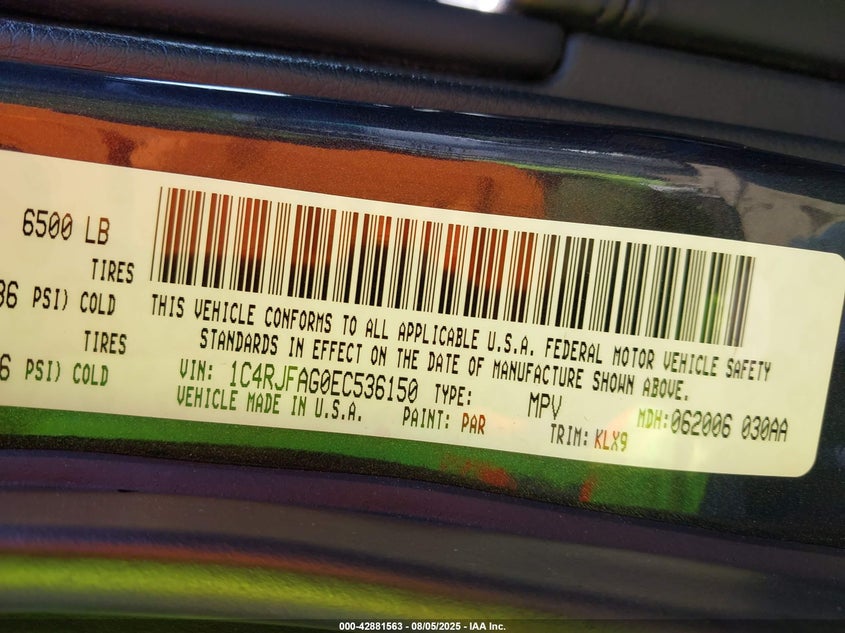 6500 LB
TIRES
36 PSI) COLD
TIRES
6 PSI) COLD
THIS VEHICLE CONFORMS TO ALL APPLICABLE U.S.A. FEDERAL MOTOR VEHICLE SAFETY
STANDARDS IN EFFECT ON THE DATE OF MANUFACTURE SHOWN ABOVE.
VIN: 1C4RJFAG0EC536150 TYPE: MPV MDH:062006 030AA
VEHICLE MADE IN U.S.A. PAINT: PAR TRIM: KLX9
000-42881563 - 08/05/2025 - IAA Inc.